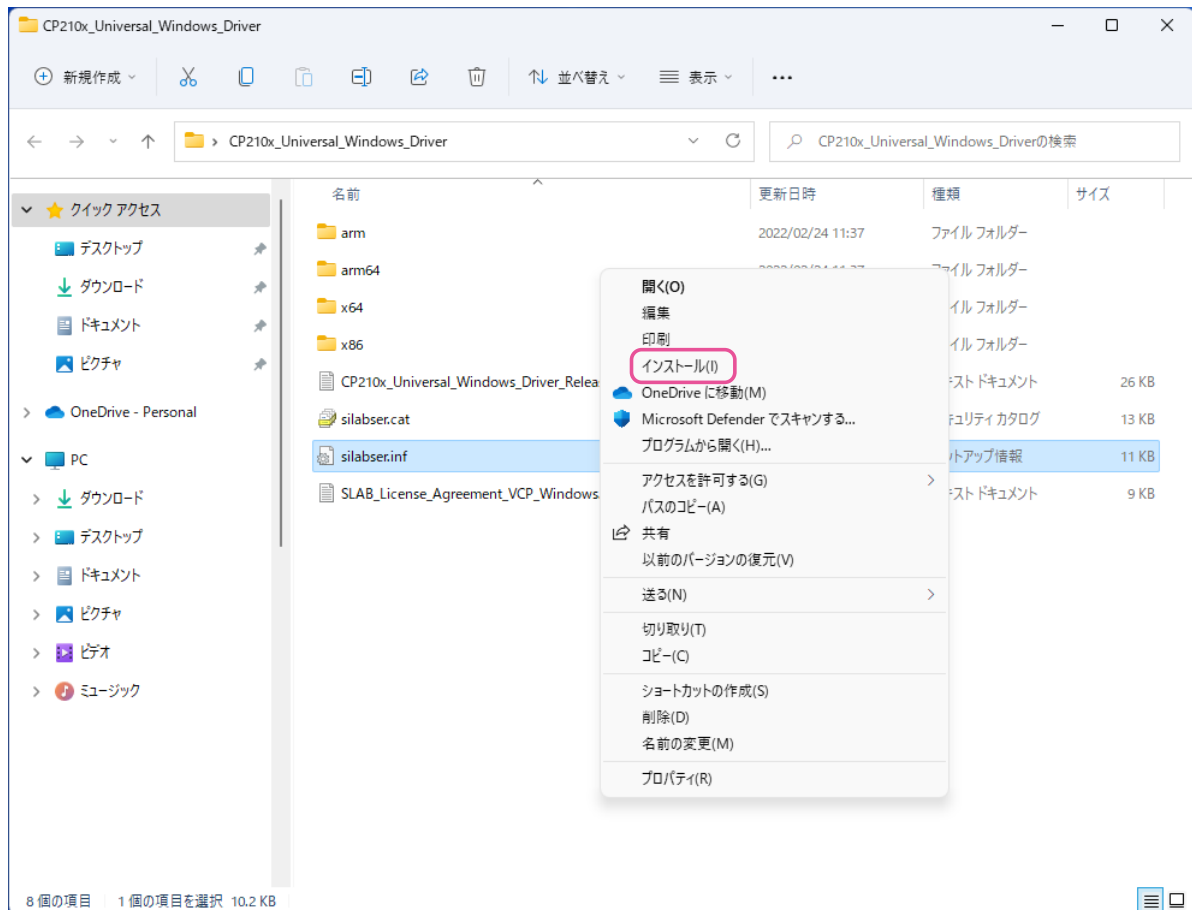 CP210x_Universal_Windows_Driver
新規作成
並べ替え
表示
CP210x_Universal_Windows_Driver
CP210x_Universal_Windows_Driverの検索
クイック アクセス
デスクトップ
ダウンロード
ドキュメント
ピクチャ
OneDrive - Personal
PC
ダウンロード
デスクトップ
ドキュメント
ピクチャ
ビデオ
ミュージック
名前 更新日時 種類 サイズ
arm 2022/02/24 11:37 ファイル フォルダー
arm64 ファイル フォルダー
x64 イル フォルダー
x86 イル フォルダー
CP210x_Universal_Windows_Driver_Relea スト ドキュメント 26 KB
silabser.cat ュリティ カタログ 13 KB
silabser.inf トアップ情報 11 KB
SLAB_License_Agreement_VCP_Windows スト ドキュメント 9 KB
開く(O)
編集
印刷
インストール(I)
OneDrive に移動(M)
Microsoft Defender でスキャンする...
プログラムから開く(H)...
アクセスを許可する(G)
パスのコピー(A)
共有
以前のバージョンの復元(V)
送る(N)
切り取り(T)
コピー(C)
ショートカットの作成(S)
削除(D)
名前の変更(M)
プロパティ(R)
8 個の項目 1 個の項目を選択 10.2 KB